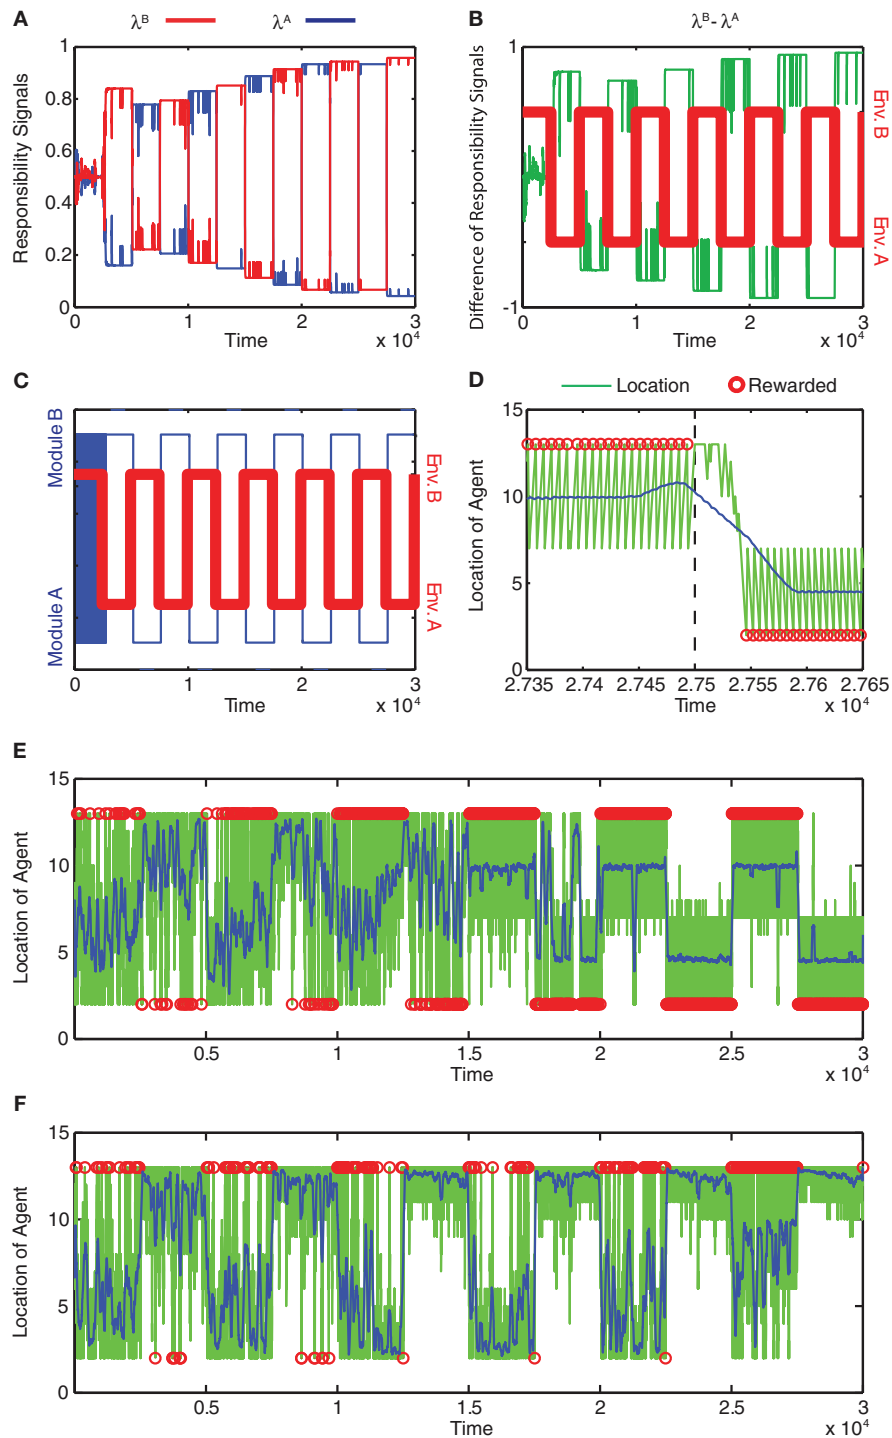 A
λB
λA
1
0.8
0.6
0.4
0.2
0
Responsibility Signals
0
1
2
3
Time
x 10^4
B
λB- λA
1
-1
Difference of Responsibility Signals
Env. B
Env. A
0
1
2
3
Time
x 10^4
C
Module B
Module A
Env. B
Env. A
0
1
2
3
Time
x 10^4
D
Location
Rewarded
15
10
5
0
Location of Agent
2.735
2.74
2.745
2.75
2.755
2.76
2.765
Time
x 10^4
E
15
10
5
0
Location of Agent
0.5
1
1.5
2
2.5
3
Time
x 10^4
F
15
10
5
0
Location of Agent
0.5
1
1.5
2
2.5
3
Time
x 10^4